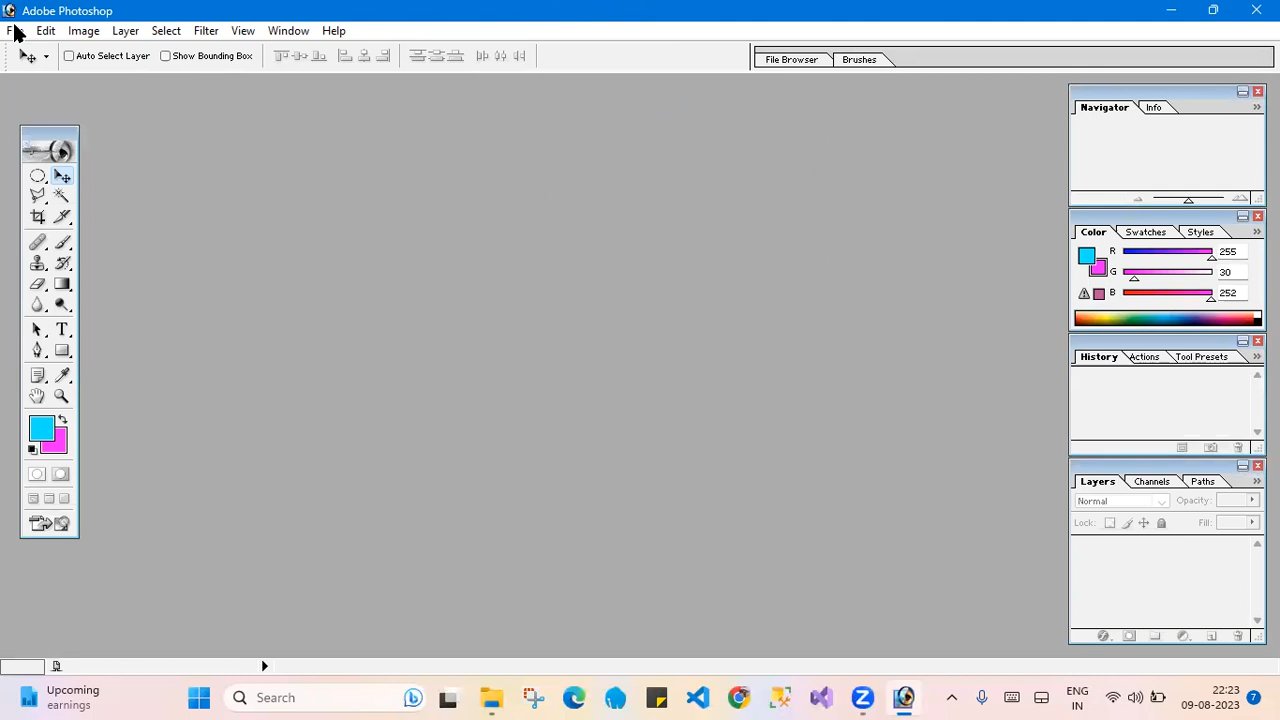 Adobe Photoshop
Edit Image Layer Select Filter View Window Help
Auto Select Layer Show Bounding Box File Browser Brushes
Navigator Info
Color Swatches Styles
R 255
G 30
B 252
History Actions Tool Presets
Layers Channels Paths
Normal Opacity:
Lock: Fill:
T
Upcoming
earnings
Search
ENG
IN
22:23
09-08-2023
7